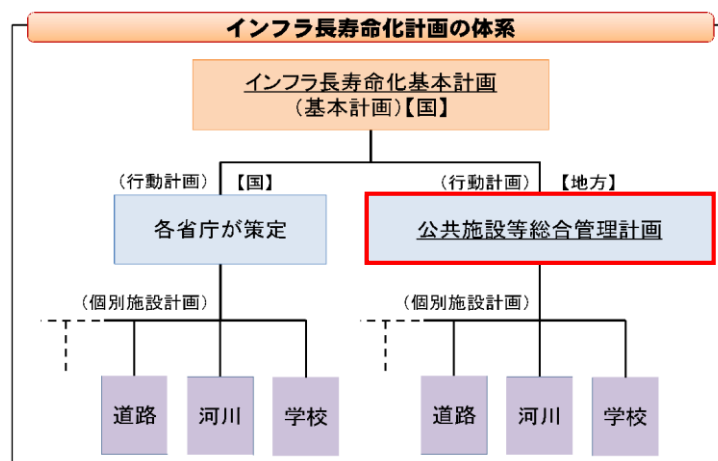 インフラ長寿命化計画の体系
インフラ長寿命化基本計画
(基本計画)【国】
(行動計画) 【国】
(行動計画) 【地方】
各省庁が策定
公共施設等総合管理計画
(個別施設計画)
(個別施設計画)
道路
河川
学校
道路
河川
学校